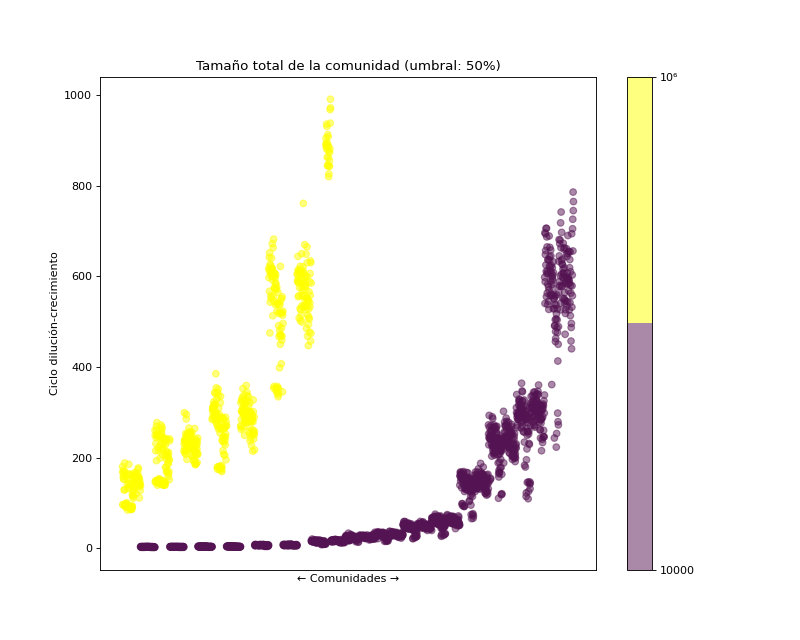 Tamaño total de la comunidad (umbral: 50%)
10⁶
1000
800
600
400
200
0
Ciclo dilución-crecimiento
← Comunidades →
10000